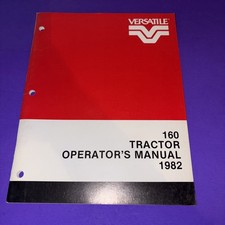 VERSATILE
160
TRACTOR
OPERATOR'S MANUAL
1982